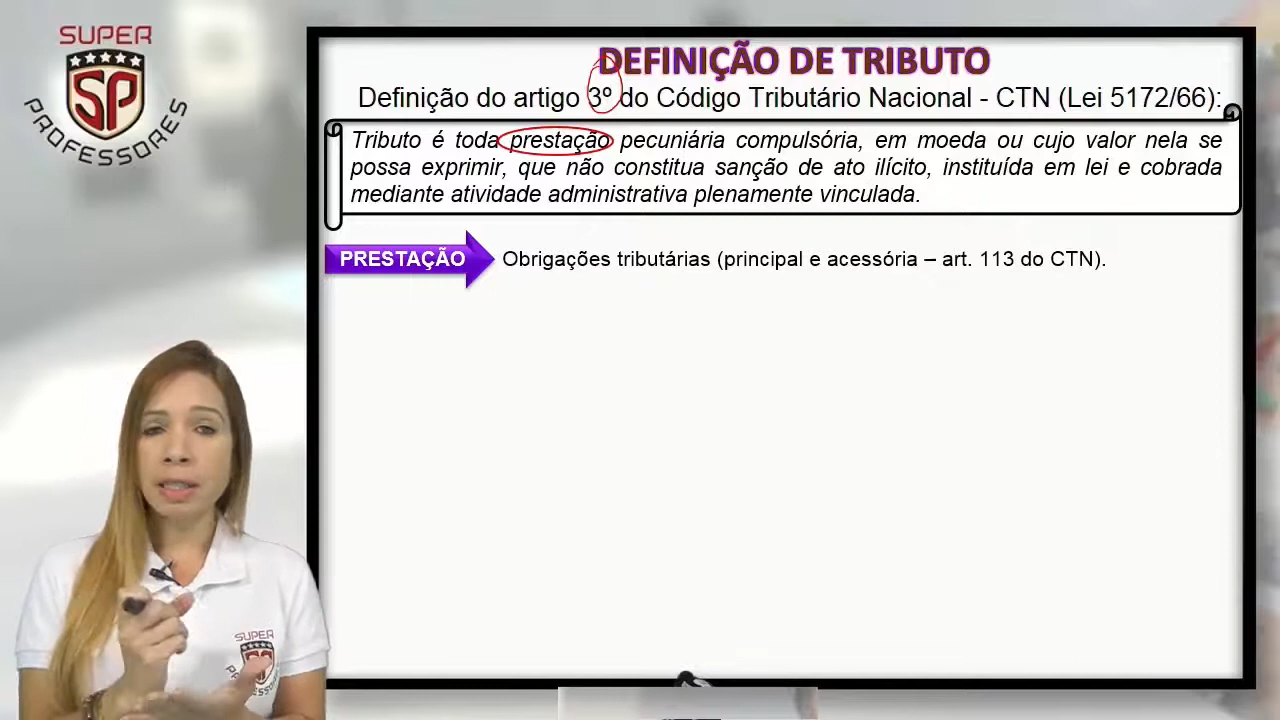 SUPER
SP
PROFESSORES
DEFINIÇÃO DE TRIBUTO
Definição do artigo 3º do Código Tributário Nacional - CTN (Lei 5172/66):
Tributo é toda prestação pecuniária compulsória, em moeda ou cujo valor nela se
possa exprimir, que não constitua sanção de ato ilícito, instituída em lei e cobrada
mediante atividade administrativa plenamente vinculada.
PRESTAÇÃO
Obrigações tributárias (principal e acessória – art. 113 do CTN).
SUPER
SP